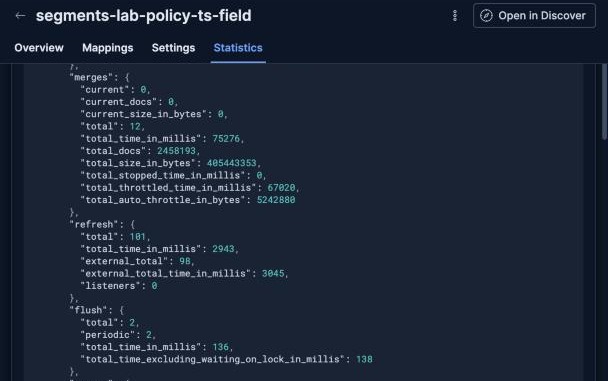 ← segments-lab-policy-ts-field
Open in Discover
Overview Mappings Settings Statistics
},
"merges": {
"current": 0,
"current_docs": 0,
"current_size_in_bytes": 0,
"total": 12,
"total_time_in_millis": 75276,
"total_docs": 2458193,
"total_size_in_bytes": 405443353,
"total_stopped_time_in_millis": 0,
"total_throttled_time_in_millis": 67020,
"total_auto_throttle_in_bytes": 5242880
},
"refresh": {
"total": 101,
"total_time_in_millis": 2943,
"external_total": 98,
"external_total_time_in_millis": 3045,
"listeners": 0
},
"flush": {
"total": 2,
"periodic": 2,
"total_time_in_millis": 136,
"total_time_excluding_waiting_on_lock_in_millis": 138
},